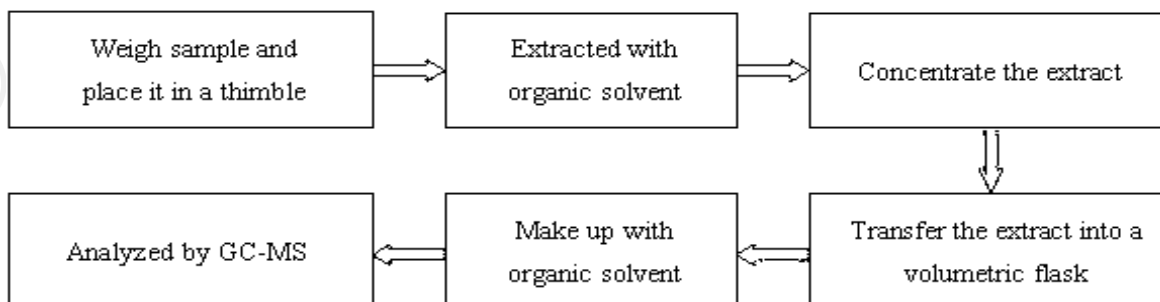 Weigh sample and
place it in a thimble
Extracted with
organic solvent
Concentrate the extract
Transfer the extract into a
volumetric flask
Make up with
organic solvent
Analyzed by GC-MS